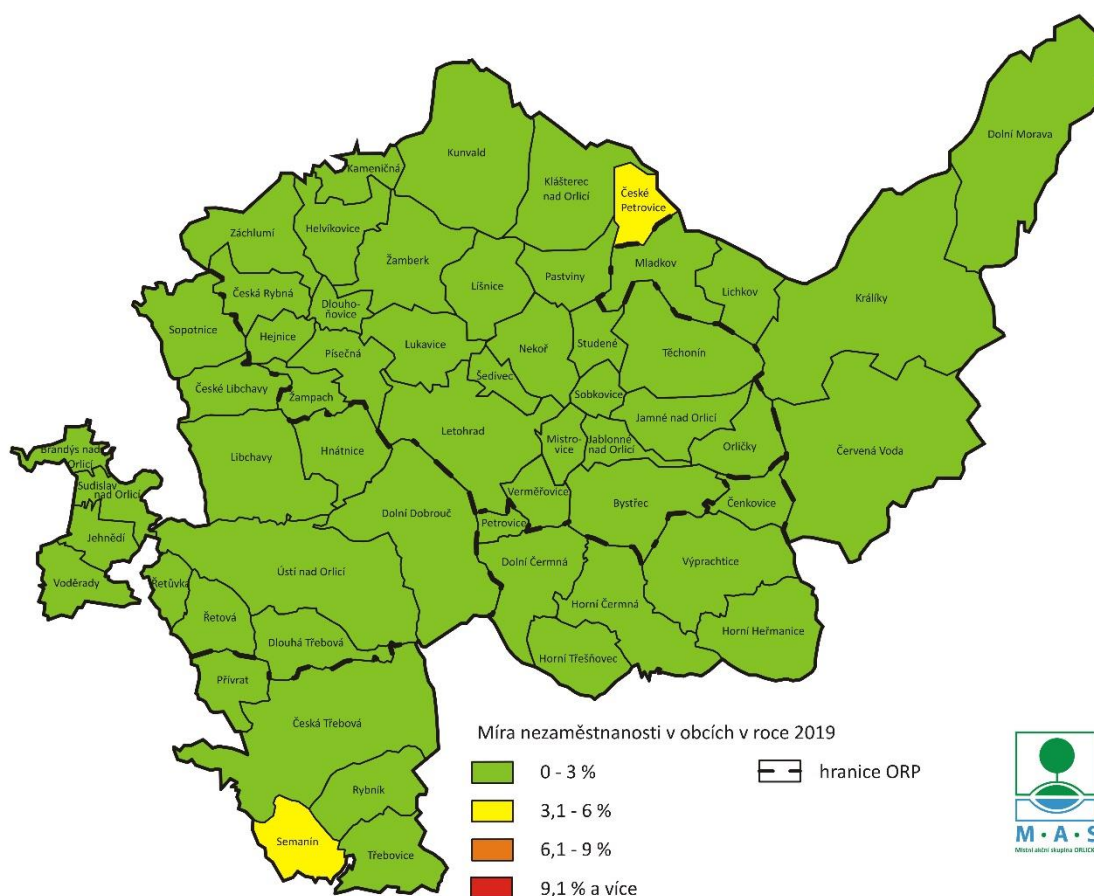 Dolní Morava
Kunvald
Kameničná
Klášterec
nad Orlicí
České
Petrovice
Záchlumí
Helvíkovice
Žamberk
Líšnice
Pastviny
Mladkov
Lichkov
Králíky
Česká Rybná
Dlouho-
ňovice
Sopotnice
Hejnice
Písečná
Lukavice
Nekoř
Studené
Těchonín
Šedivec
České Libchavy
Žampach
Sobkovice
Letohrad
Jamné nad Orlicí
Mistro-
vice
Jablonné
nad Orlicí
Orličky
Červená Voda
Libchavy
Hnátnice
Brandýs nad
Orlicí
Sudislav
nad Orlicí
Verměřovice
Bystřec
Čenkovice
Dolní Dobrouč
Petrovice
Jehnědí
Voděrady
Řetůvka
Ústí nad Orlicí
Dolní Čermná
Výprachtice
Řetová
Horní Čermná
Dlouhá Třebová
Horní Heřmanice
Horní Třešňovec
Přívrat
Česká Třebová
Rybník
Semanín
Třebovice
Míra nezaměstnanosti v obcích v roce 2019
0 - 3 %
hranice ORP
3,1 - 6 %
6,1 - 9 %
9,1 % a více
M · A · S
Místní akční skupina ORLICK